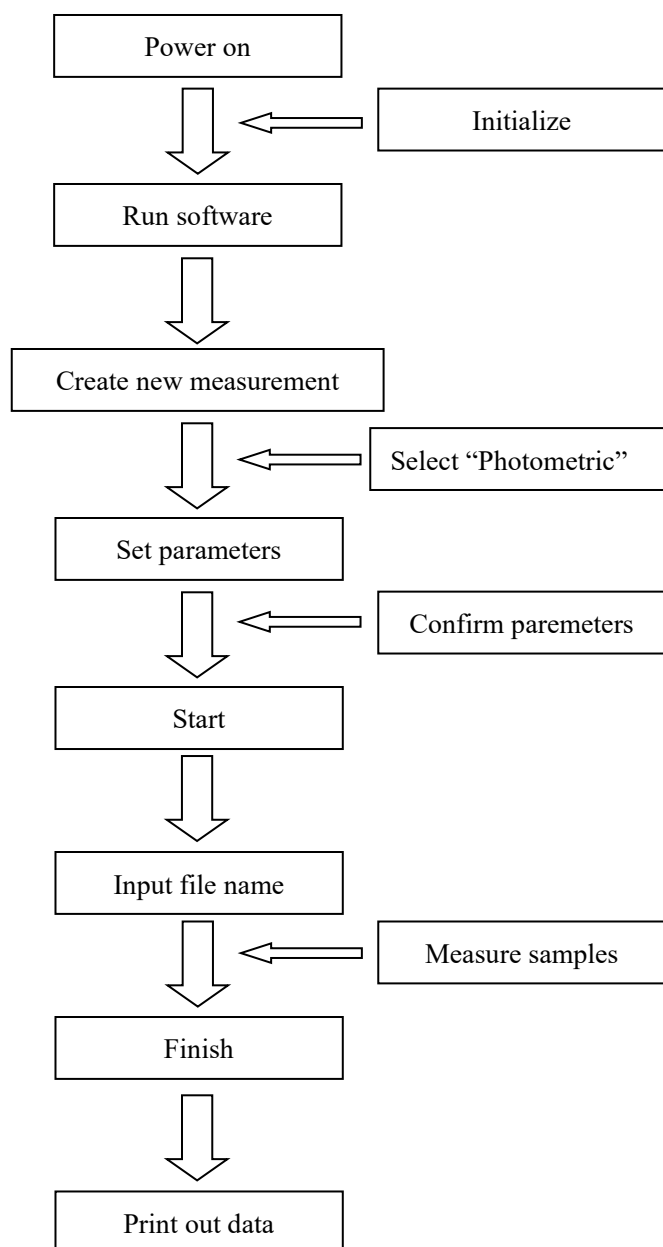 Power on
Initialize
Run software
Create new measurement
Select “Photometric”
Set parameters
Confirm paremeters
Start
Input file name
Measure samples
Finish
Print out data